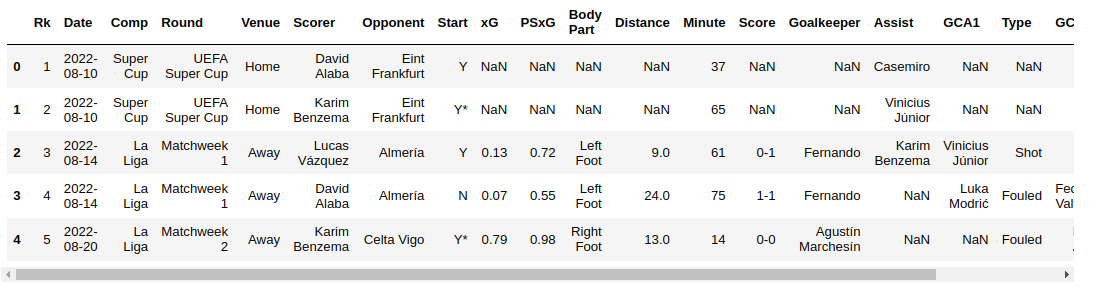 Rk Date Comp Round Venue Scorer Opponent Start xG PSxG Body Part Distance Minute Score Goalkeeper Assist GCA1 Type GC
0 1 2022-08-10 Super Cup UEFA Super Cup Home David Alaba Eint Frankfurt Y NaN NaN NaN NaN 37 NaN NaN Casemiro NaN NaN
1 2 2022-08-10 Super Cup UEFA Super Cup Home Karim Benzema Eint Frankfurt Y* NaN NaN NaN NaN 65 NaN NaN Vinicius Júnior NaN NaN
2 3 2022-08-14 La Liga Matchweek 1 Away Lucas Vázquez Almería Y 0.13 0.72 Left Foot 9.0 61 0-1 Fernando Karim Benzema Vinicius Júnior Shot
3 4 2022-08-14 La Liga Matchweek 1 Away David Alaba Almería N 0.07 0.55 Left Foot 24.0 75 1-1 Fernando NaN Luka Modrić Fouled Val
4 5 2022-08-20 La Liga Matchweek 2 Away Karim Benzema Celta Vigo Y* 0.79 0.98 Right Foot 13.0 14 0-0 Agustín Marchesín NaN NaN Fouled